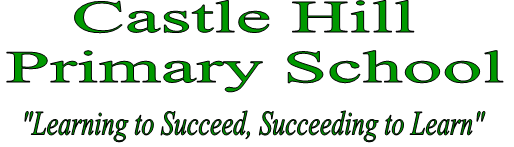 Castle Hill
Primary School
"Learning to Succeed, Succeeding to Learn"